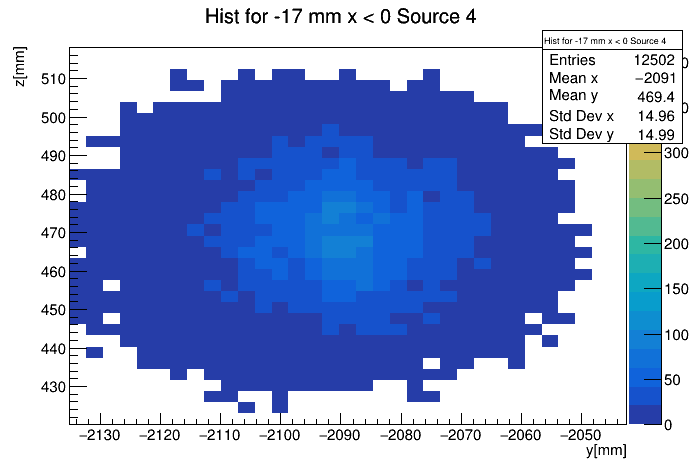 Hist for -17 mm x < 0 Source 4
z[mm]
Hist for -17 mm x < 0 Source 4
Entries 12502
Mean x −2091
Mean y 469.4
Std Dev x 14.96
Std Dev y 14.99
510
500
490
480
470
460
450
440
430
0
0
300
250
200
150
100
50
0
−2130 −2120 −2110 −2100 −2090 −2080 −2070 −2060 −2050
y[mm]